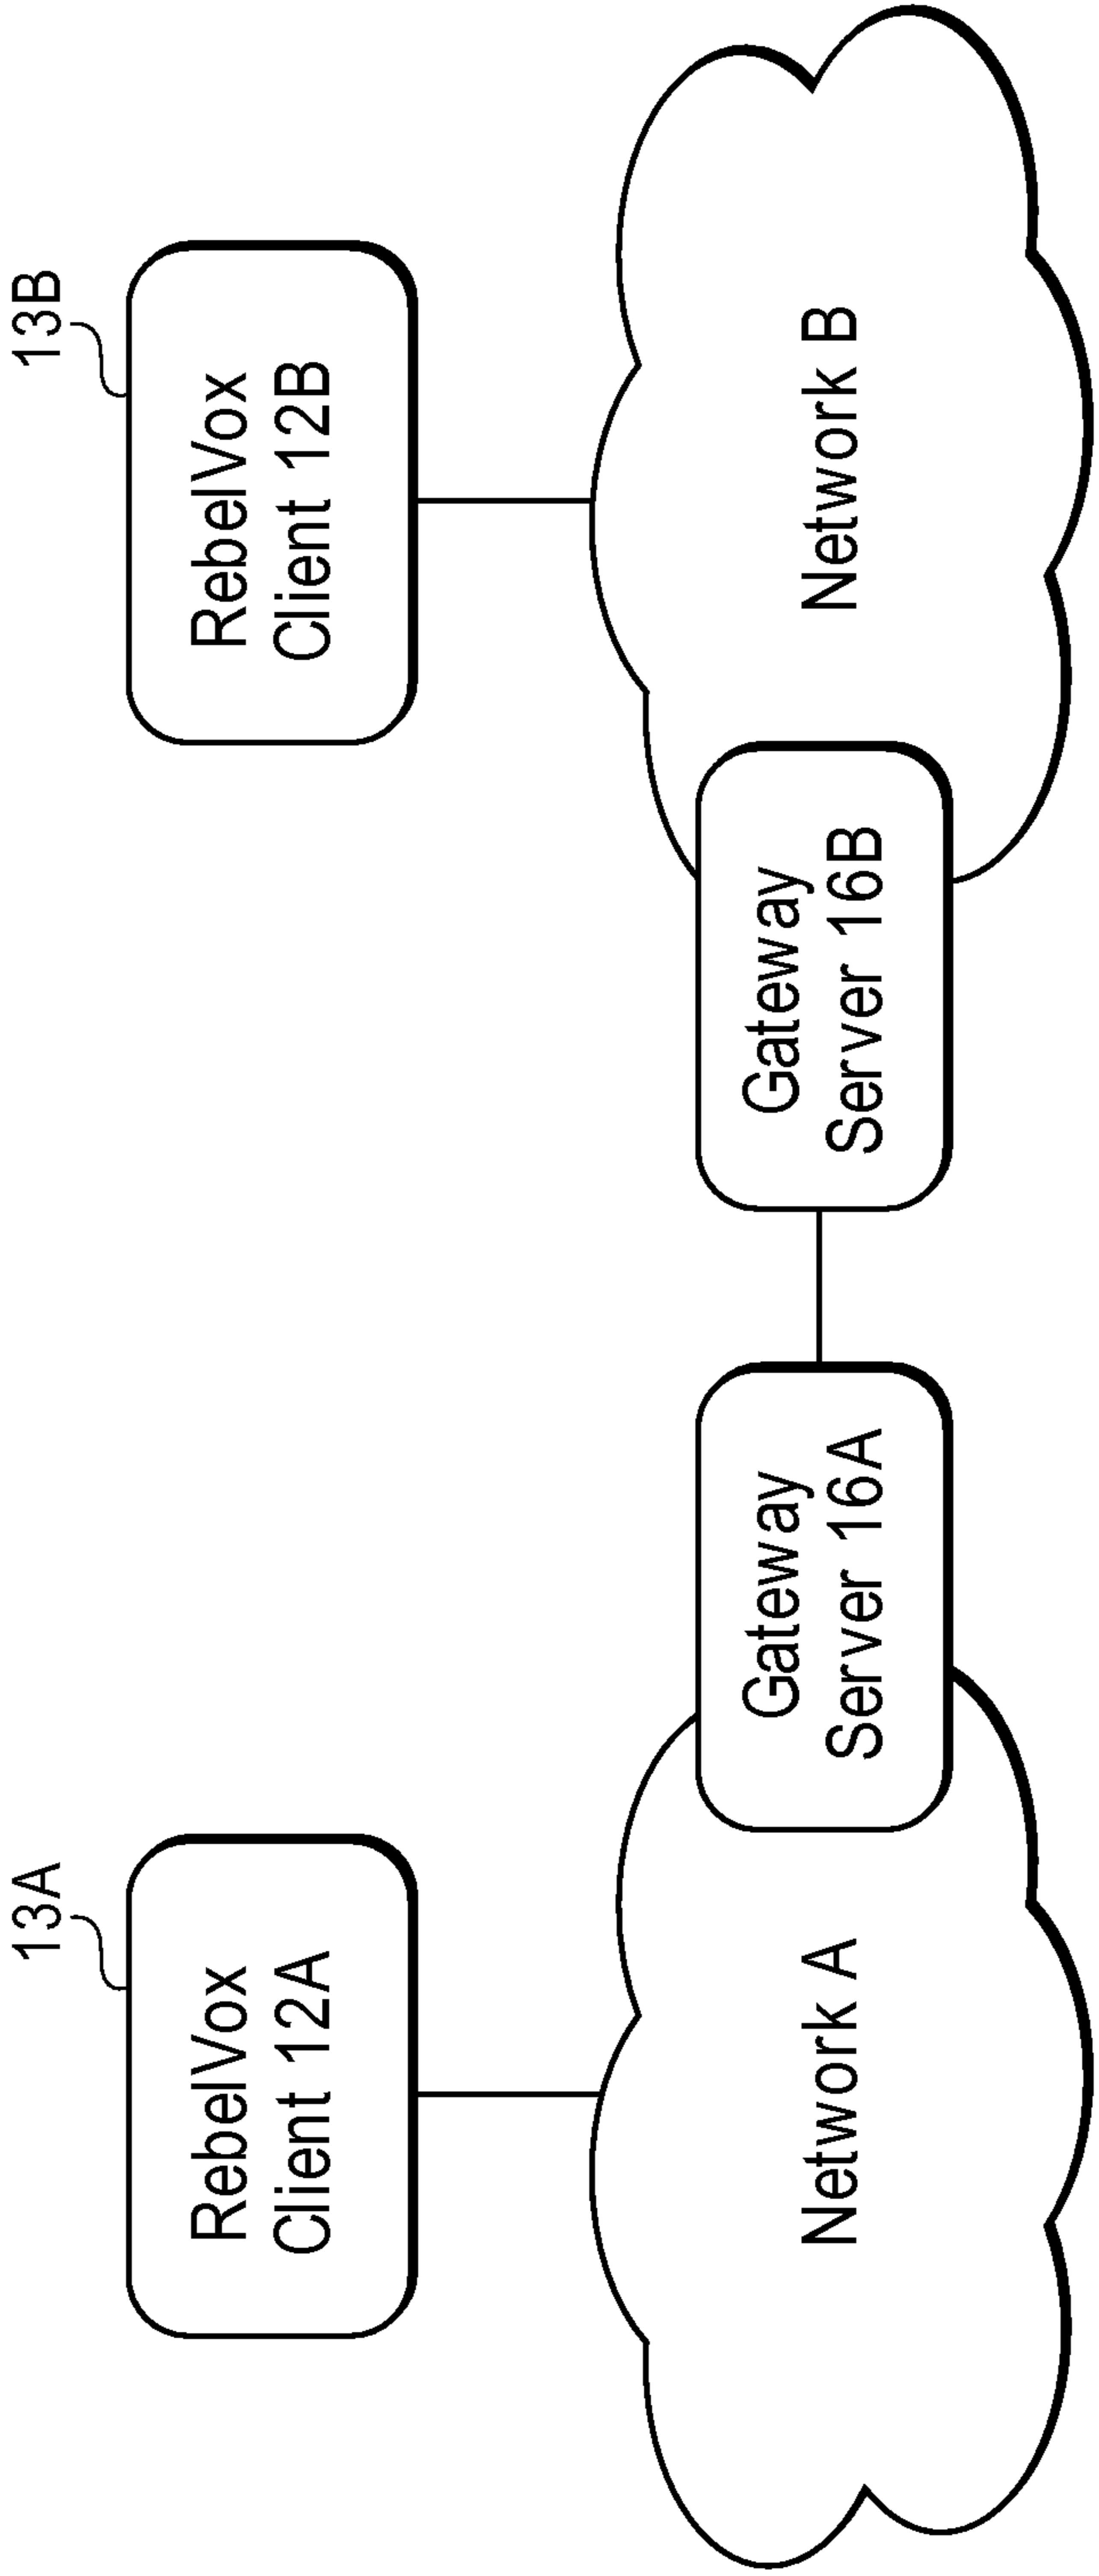 13A
13B
RebelVox
Client 12A
RebelVox
Client 12B
Gateway
Server 16A
Gateway
Server 16B
Network A
Network B